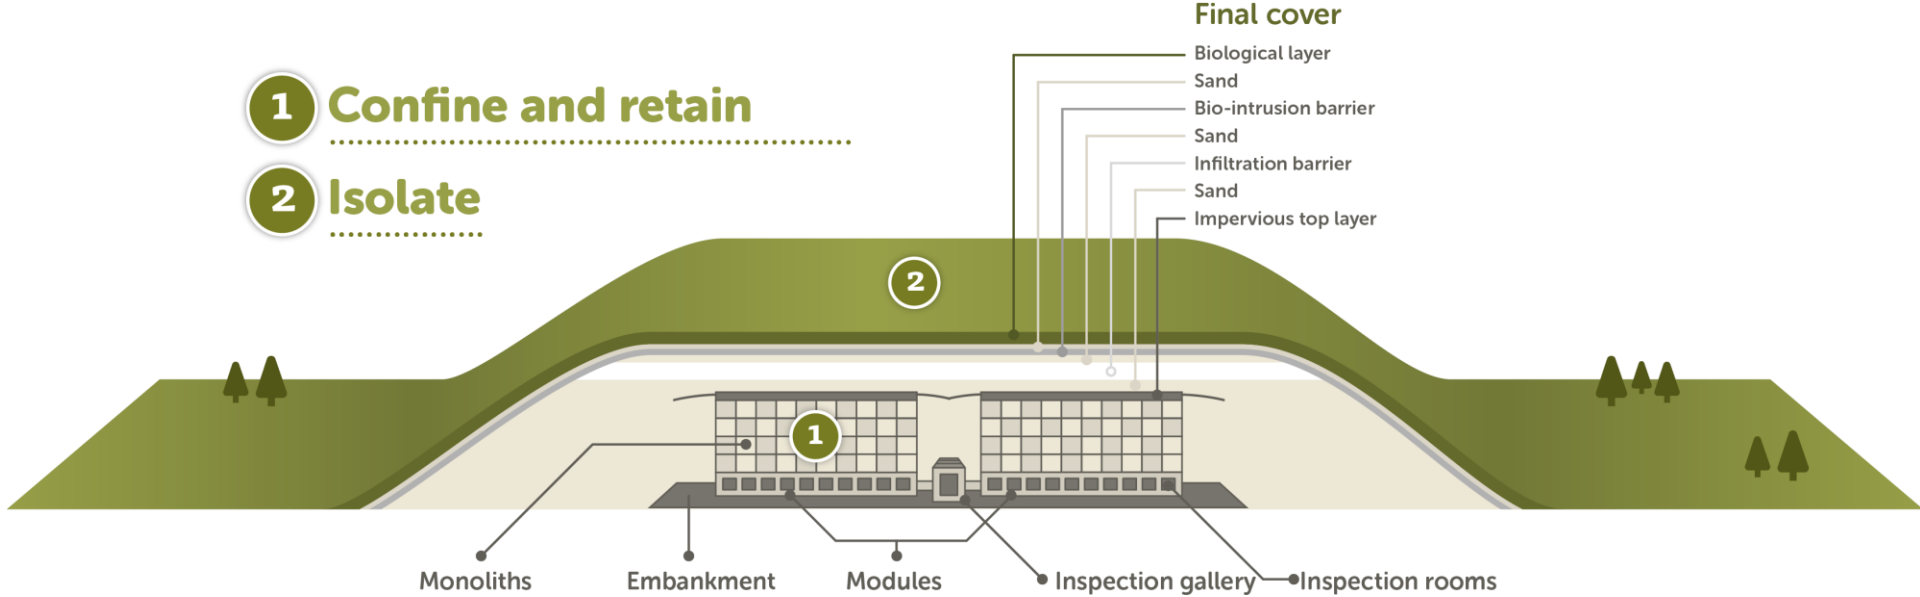 Final cover
Biological layer
Sand
Bio-intrusion barrier
Sand
Infiltration barrier
Sand
Impervious top layer
1 Confine and retain
2 Isolate
2
1
Monoliths
Embankment
Modules
Inspection gallery
Inspection rooms